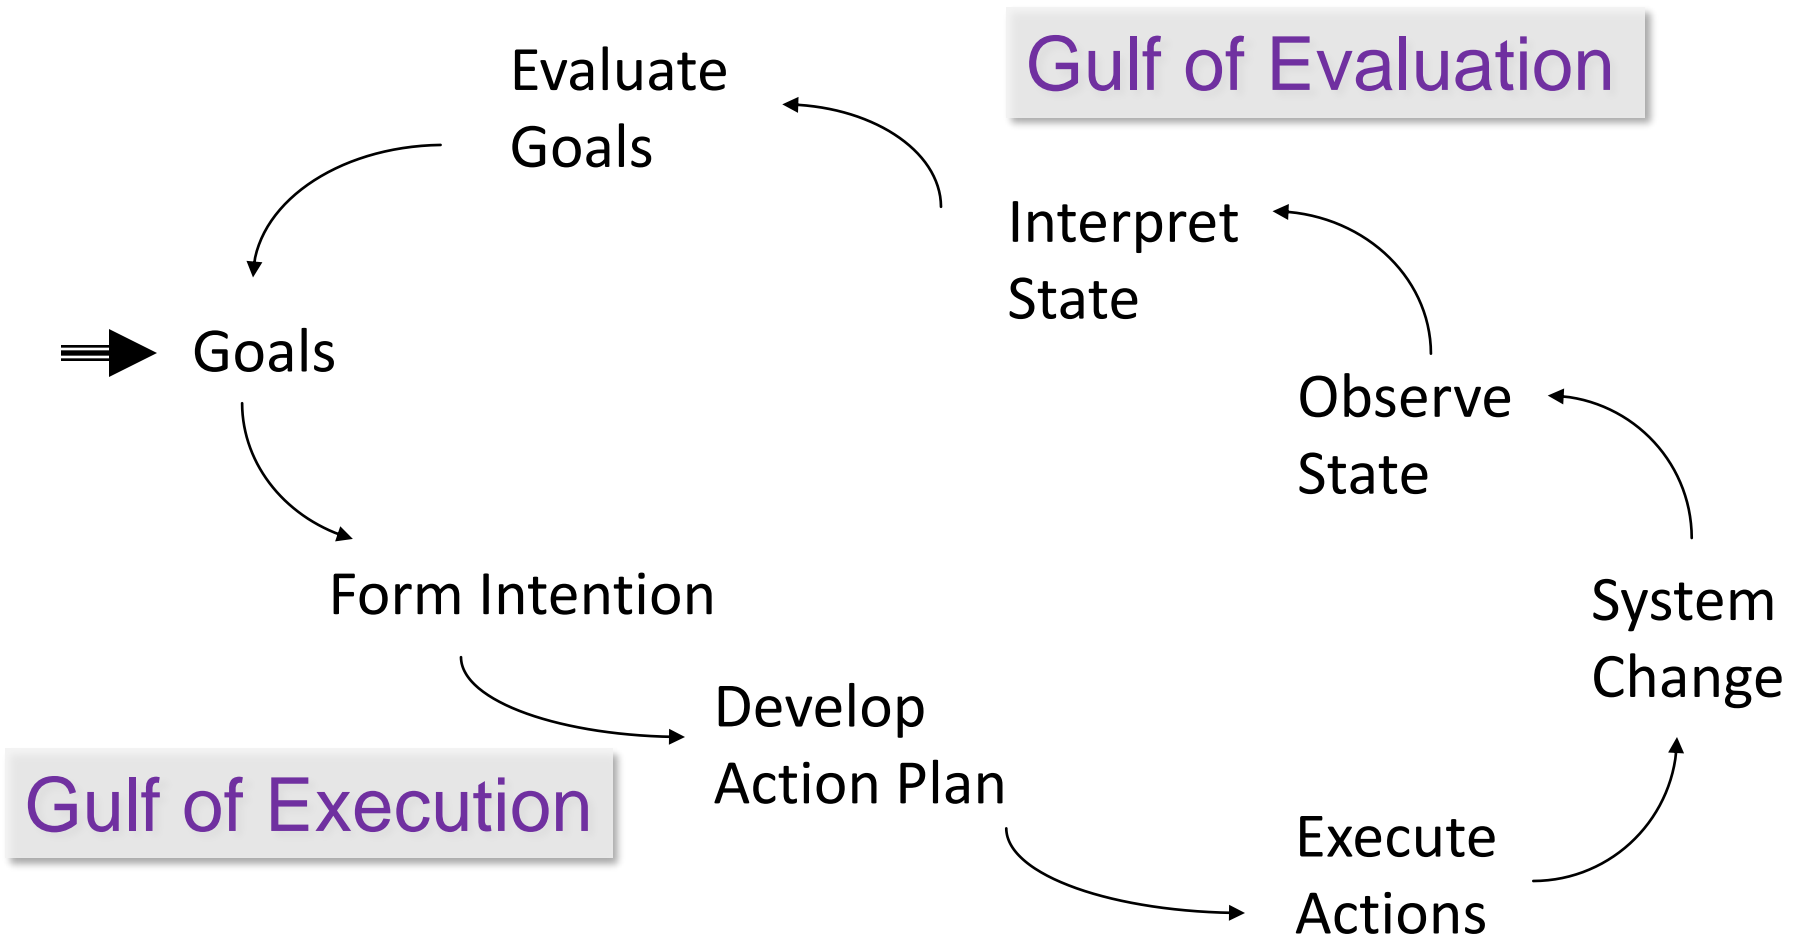 Gulf of Evaluation
Evaluate
Goals
Interpret
State
Goals
Observe
State
Form Intention
System
Change
Develop
Action Plan
Gulf of Execution
Execute
Actions